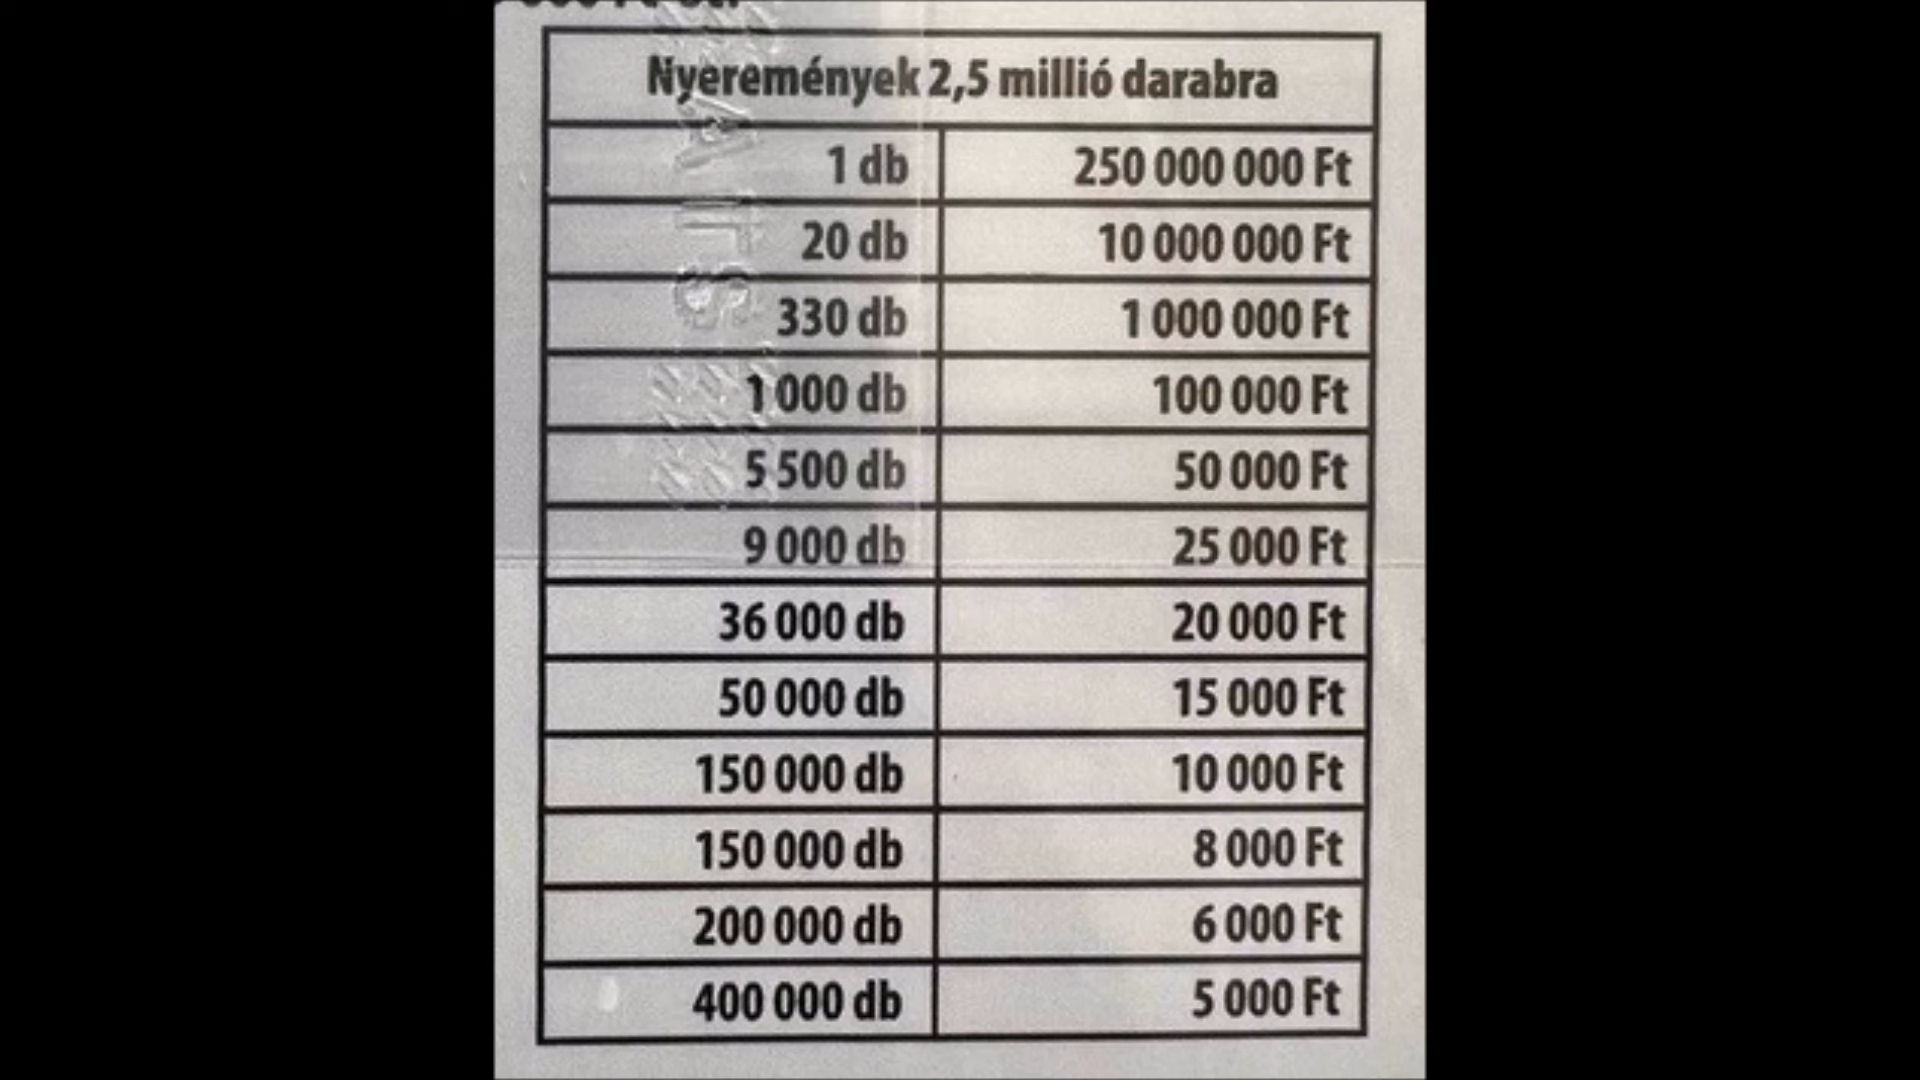 Nyeremények 2,5 millió darabra
1 db 250 000 000 Ft
20 db 10 000 000 Ft
330 db 1 000 000 Ft
1 000 db 100 000 Ft
5 500 db 50 000 Ft
9 000 db 25 000 Ft
36 000 db 20 000 Ft
50 000 db 15 000 Ft
150 000 db 10 000 Ft
150 000 db 8 000 Ft
200 000 db 6 000 Ft
400 000 db 5 000 Ft